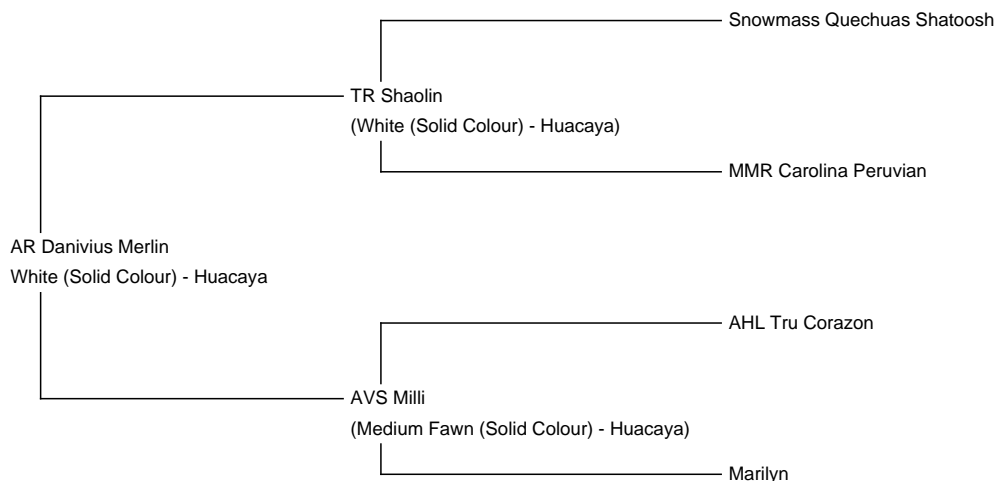 Snowmass Quechuas Shatoosh
TR Shaolin
(White (Solid Colour) - Huacaya)
MMR Carolina Peruvian
AR Danivius Merlin
White (Solid Colour) - Huacaya
AHL Tru Corazon
AVS Milli
(Medium Fawn (Solid Colour) - Huacaya)
Marilyn